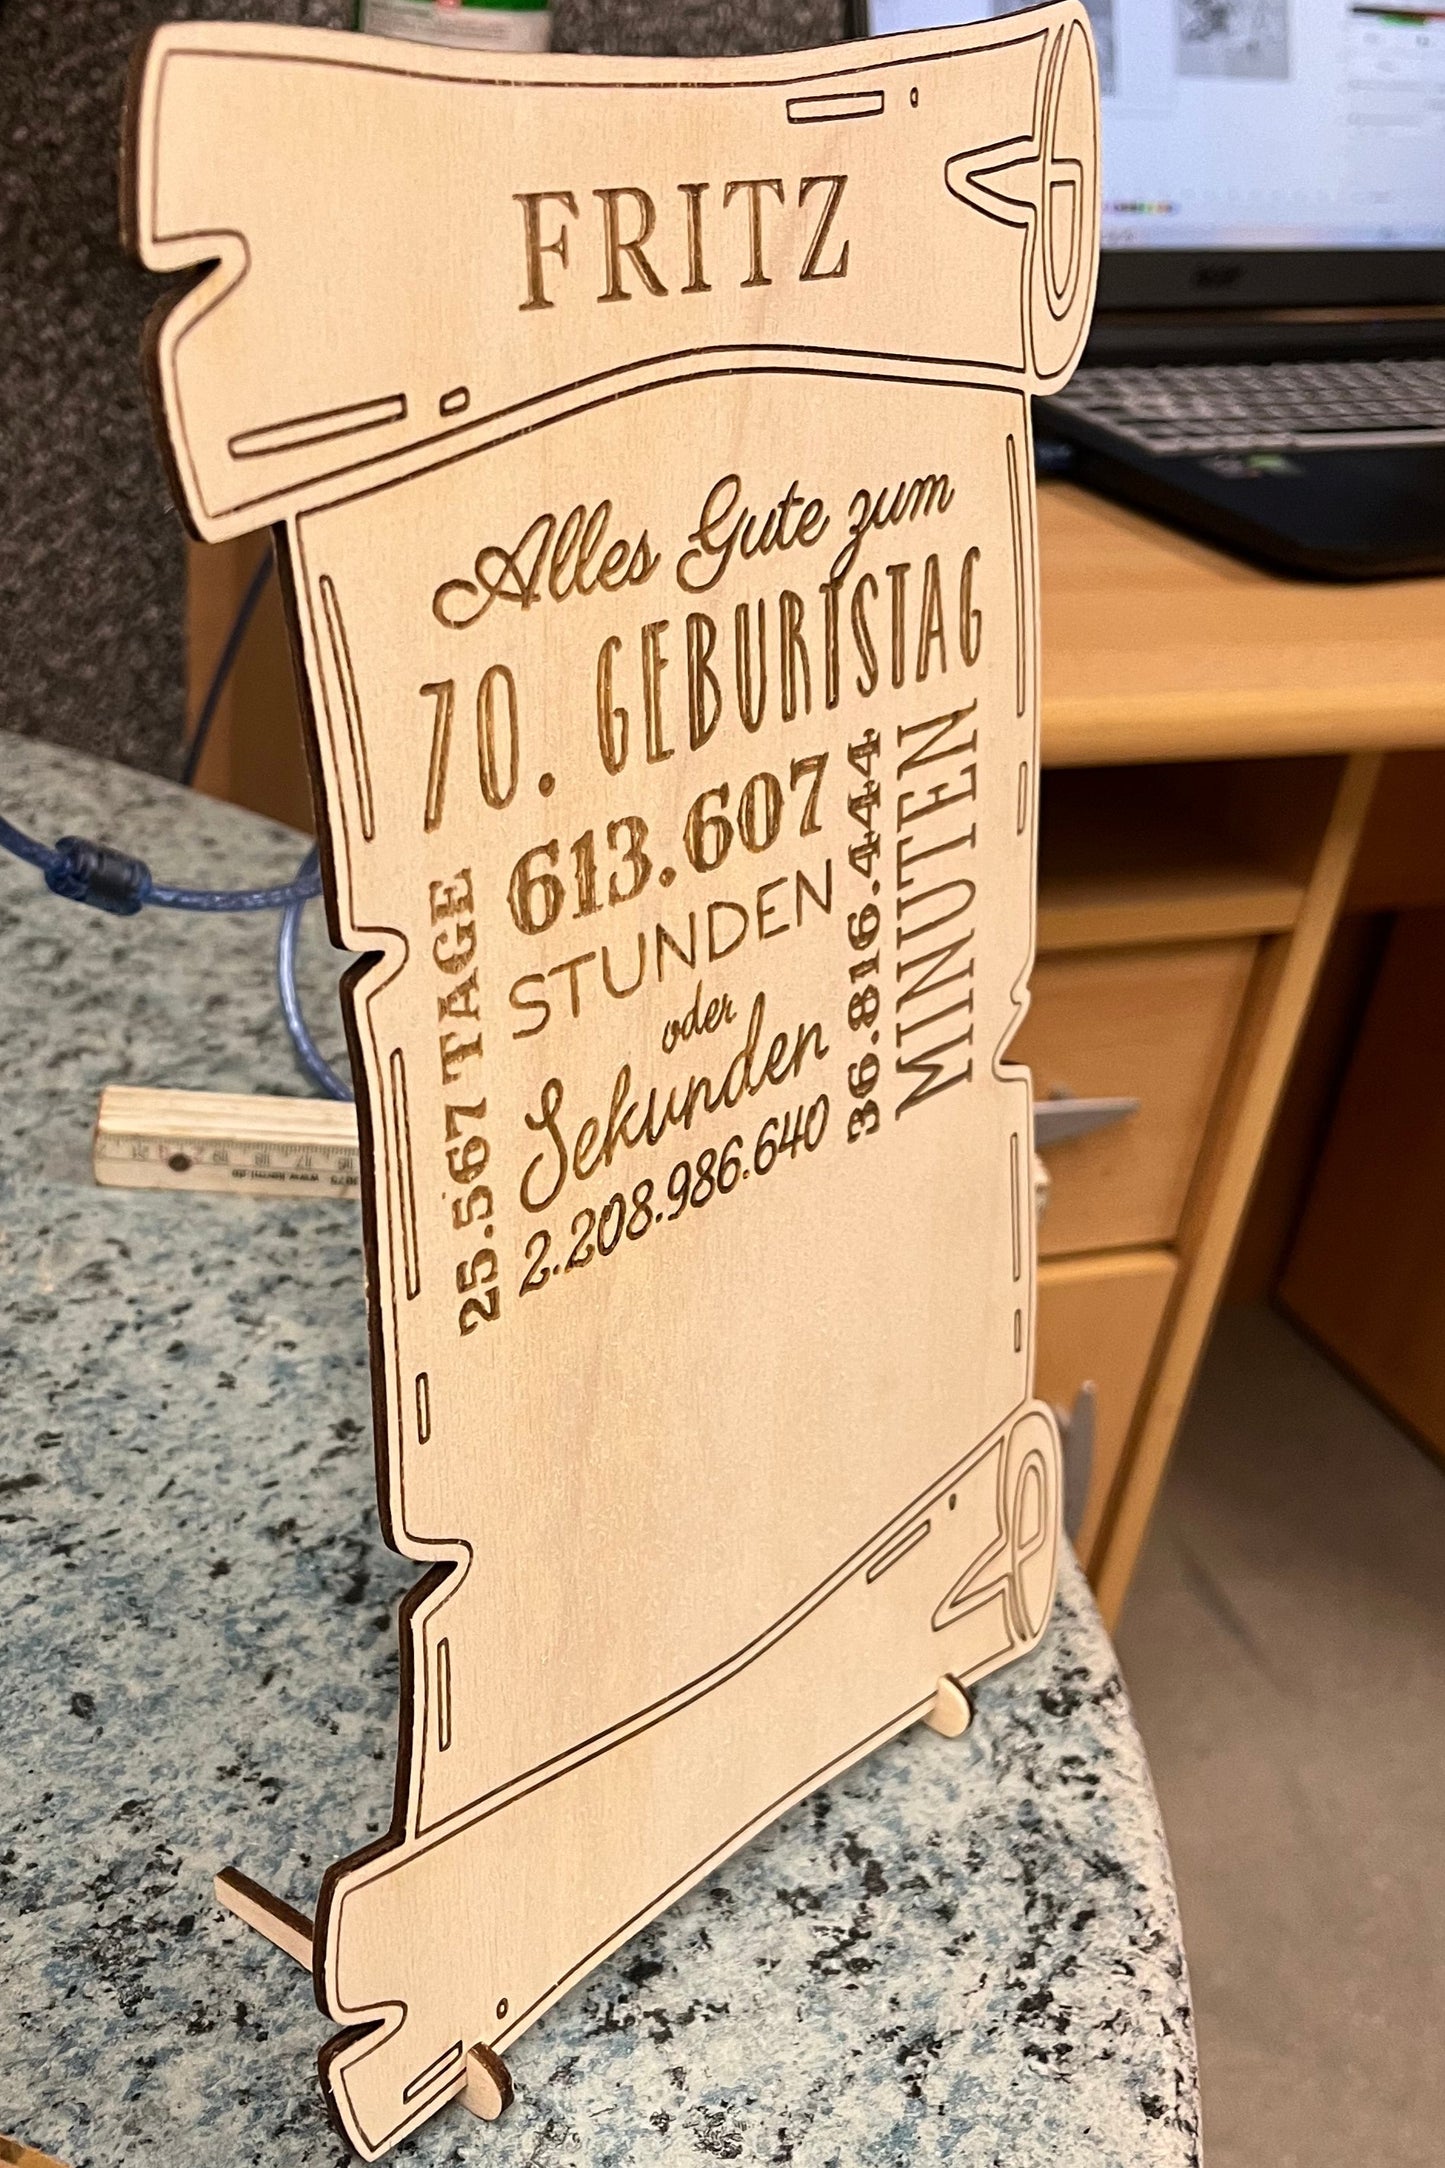 FRITZ
Alles Gute zum
70. GEBURTSTAG
25.567 TAGE
613.607
STUNDEN
oder
Sekunden
2.208.986.640
36.816.444
MINUTEN
acer